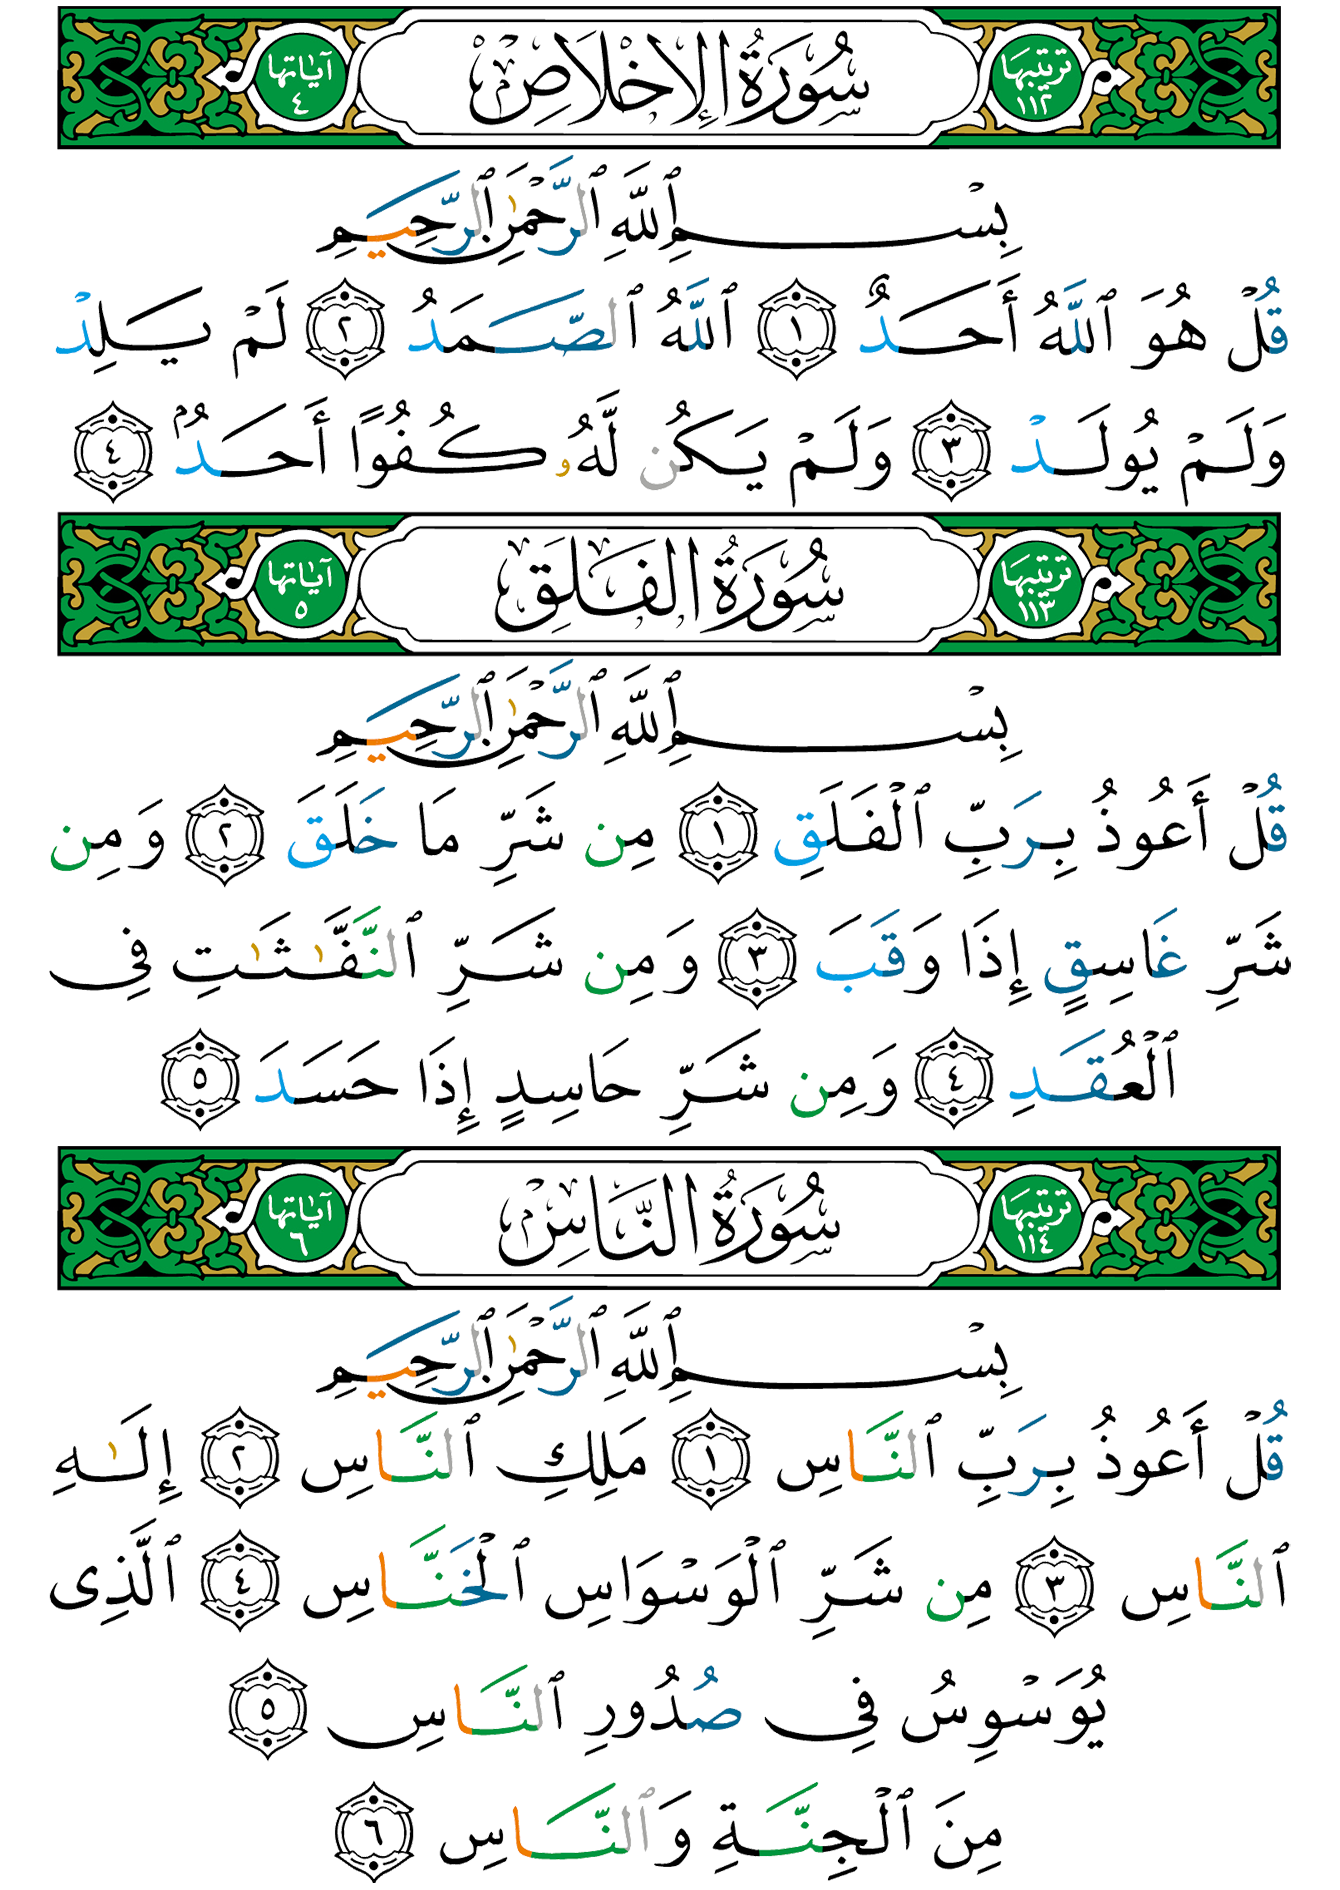 ترتيبها ١١٢ سُورَةُ الإِخْلَاصِ آياتها ٤
بِسْمِ ٱللَّهِ ٱلرَّحْمَٰنِ ٱلرَّحِيمِ
قُلْ هُوَ ٱللَّهُ أَحَدٌ ١ ٱللَّهُ ٱلصَّمَدُ ٢ لَمْ يَلِدْ
وَلَمْ يُولَدْ ٣ وَلَمْ يَكُن لَّهُۥ كُفُوًا أَحَدُۢ ٤
ترتيبها ١١٣ سُورَةُ الفَلَقِ آياتها ٥
بِسْمِ ٱللَّهِ ٱلرَّحْمَٰنِ ٱلرَّحِيمِ
قُلْ أَعُوذُ بِرَبِّ ٱلْفَلَقِ ١ مِن شَرِّ مَا خَلَقَ ٢ وَمِن
شَرِّ غَاسِقٍ إِذَا وَقَبَ ٣ وَمِن شَرِّ ٱلنَّفَّٰثَٰتِ فِى
ٱلْعُقَدِ ٤ وَمِن شَرِّ حَاسِدٍ إِذَا حَسَدَ ٥
ترتيبها ١١٤ سُورَةُ النَّاسِ آياتها ٦
بِسْمِ ٱللَّهِ ٱلرَّحْمَٰنِ ٱلرَّحِيمِ
قُلْ أَعُوذُ بِرَبِّ ٱلنَّاسِ ١ مَلِكِ ٱلنَّاسِ ٢ إِلَٰهِ
ٱلنَّاسِ ٣ مِن شَرِّ ٱلْوَسْوَاسِ ٱلْخَنَّاسِ ٤ ٱلَّذِى
يُوَسْوِسُ فِى صُدُورِ ٱلنَّاسِ ٥
مِنَ ٱلْجِنَّةِ وَٱلنَّاسِ ٦